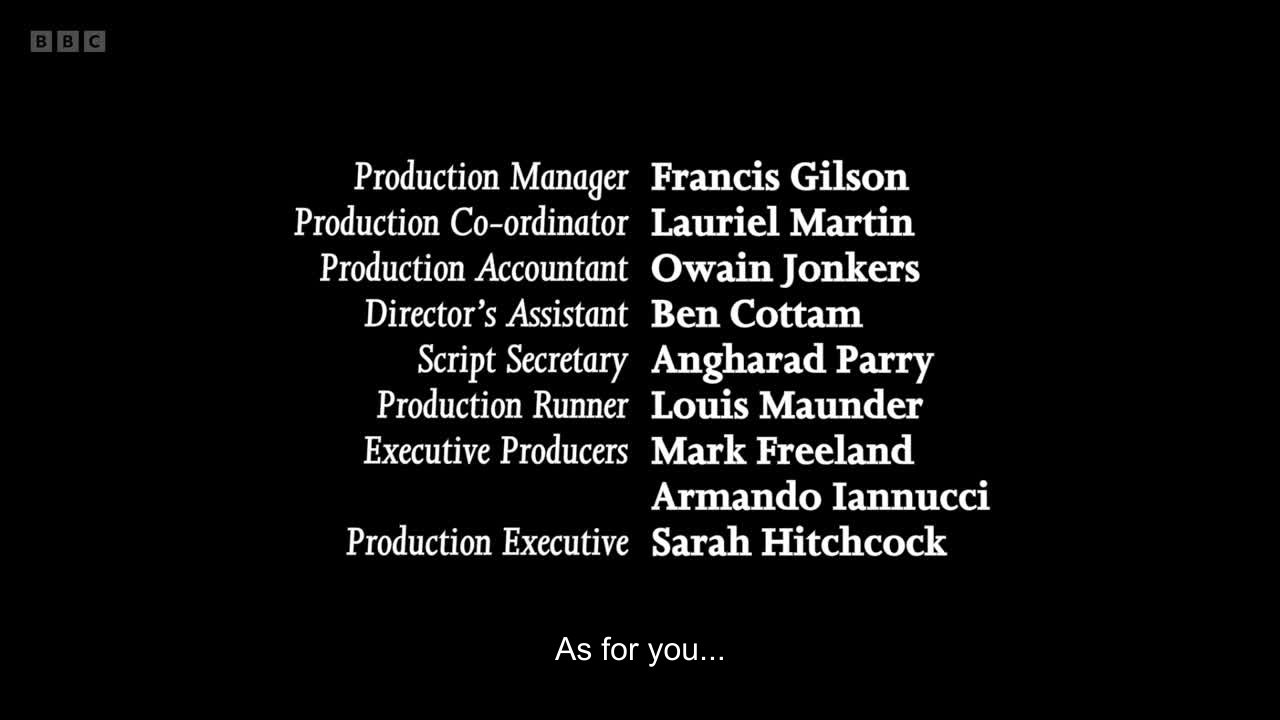 BBC
Production Manager Francis Gilson
Production Co-ordinator Lauriel Martin
Production Accountant Owain Jonkers
Director's Assistant Ben Cottam
Script Secretary Angharad Parry
Production Runner Louis Maunder
Executive Producers Mark Freeland
Armando Iannucci
Production Executive Sarah Hitchcock
As for you...